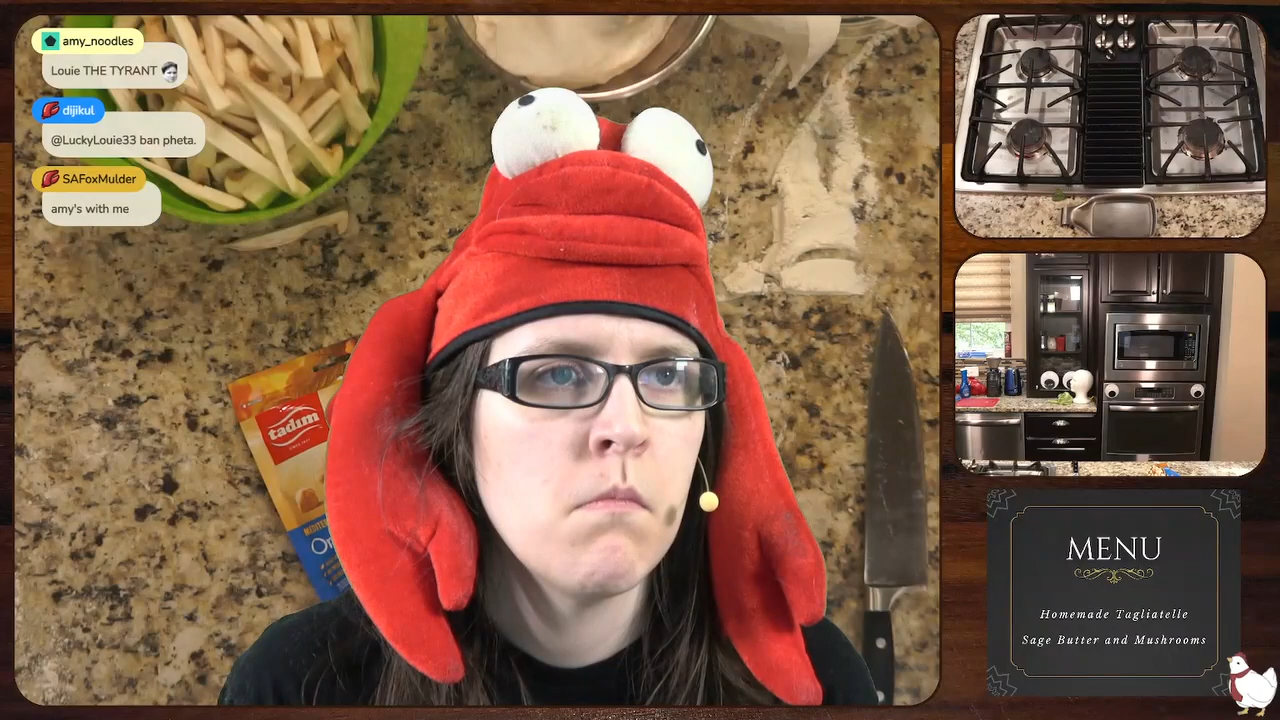 amy_noodles
Louie THE TYRANT
dijikul
@LuckyLouie33 ban pheta.
SAFoxMulder
amy's with me
tadım
MENU
Homemade Tagliatelle
Sage Butter and Mushrooms